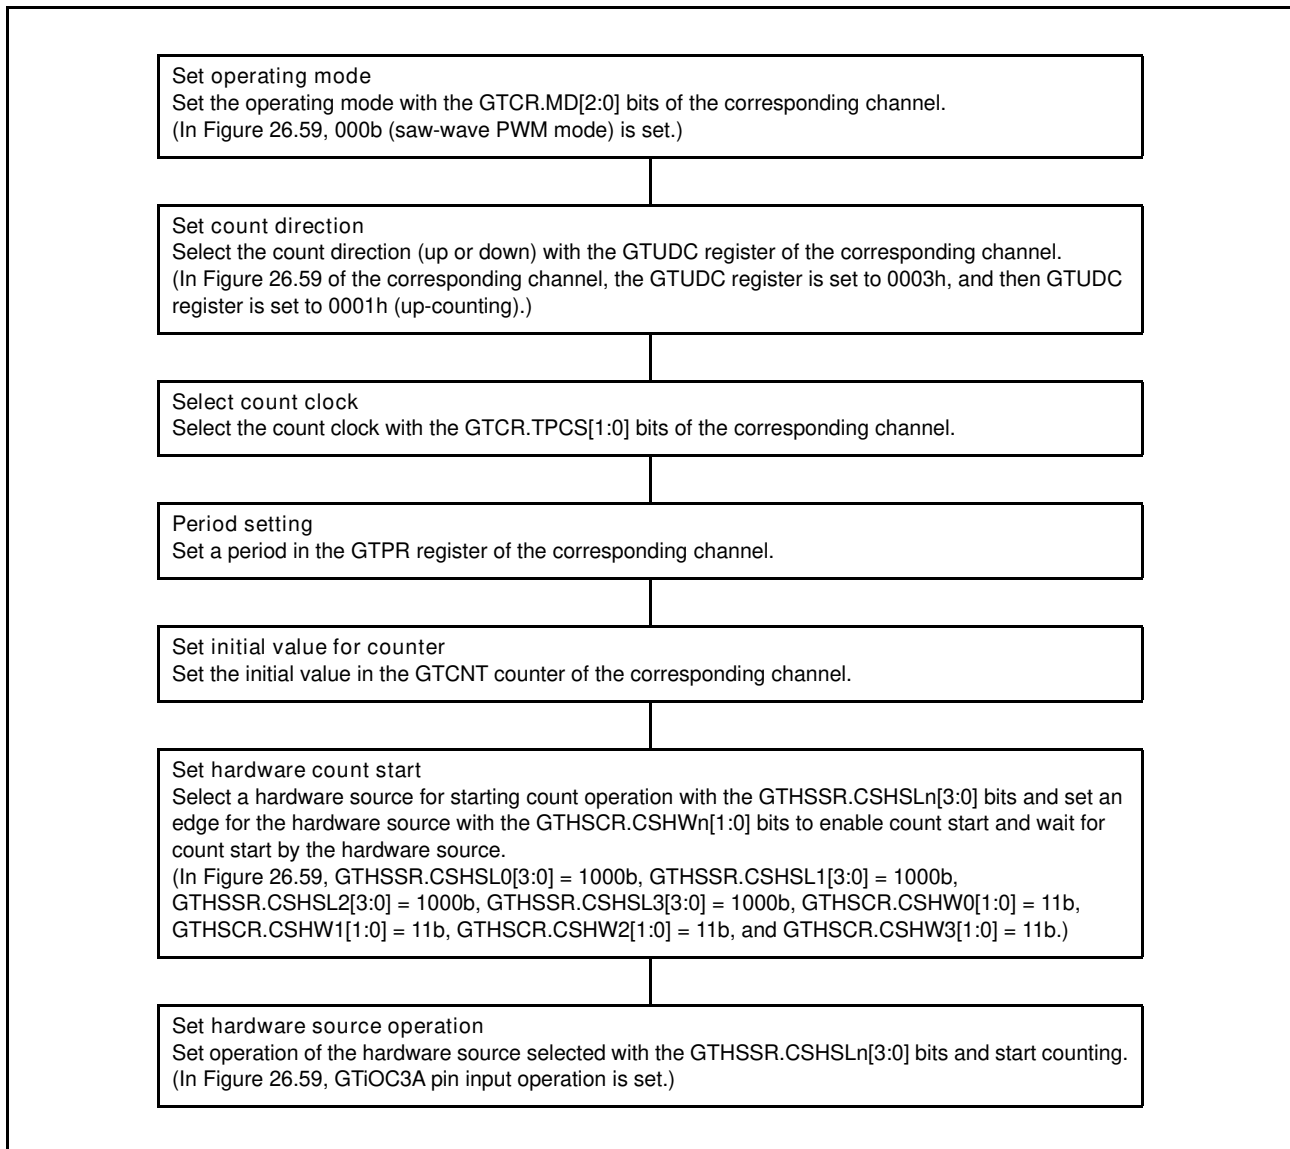 Set operating mode
Set the operating mode with the GTCR.MD[2:0] bits of the corresponding channel.
(In Figure 26.59, 000b (saw-wave PWM mode) is set.)
Set count direction
Select the count direction (up or down) with the GTUDC register of the corresponding channel.
(In Figure 26.59 of the corresponding channel, the GTUDC register is set to 0003h, and then GTUDC
register is set to 0001h (up-counting).)
Select count clock
Select the count clock with the GTCR.TPCS[1:0] bits of the corresponding channel.
Period setting
Set a period in the GTPR register of the corresponding channel.
Set initial value for counter
Set the initial value in the GTCNT counter of the corresponding channel.
Set hardware count start
Select a hardware source for starting count operation with the GTHSSR.CSHSLn[3:0] bits and set an
edge for the hardware source with the GTHSCR.CSHWn[1:0] bits to enable count start and wait for
count start by the hardware source.
(In Figure 26.59, GTHSSR.CSHSL0[3:0] = 1000b, GTHSSR.CSHSL1[3:0] = 1000b,
GTHSSR.CSHSL2[3:0] = 1000b, GTHSSR.CSHSL3[3:0] = 1000b, GTHSCR.CSHW0[1:0] = 11b,
GTHSCR.CSHW1[1:0] = 11b, GTHSCR.CSHW2[1:0] = 11b, and GTHSCR.CSHW3[1:0] = 11b.)
Set hardware source operation
Set operation of the hardware source selected with the GTHSSR.CSHSLn[3:0] bits and start counting.
(In Figure 26.59, GTiOC3A pin input operation is set.)